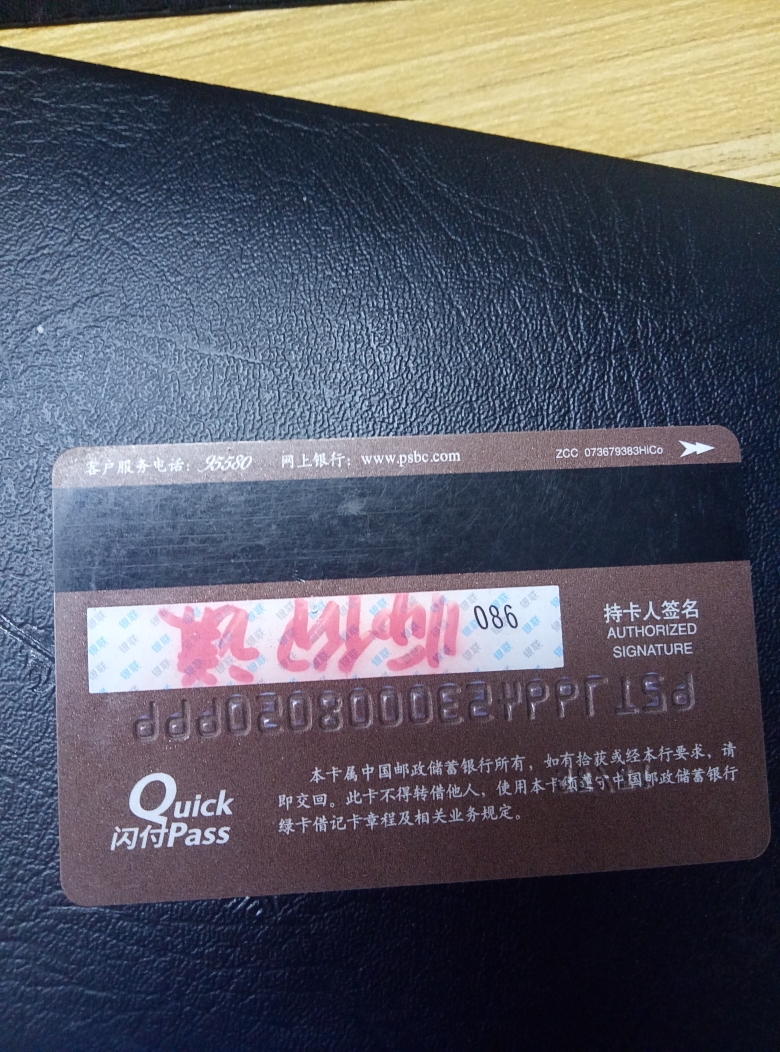 客户服务电话：95580 网上银行：www.psbc.com ZCC 073679383HiCo
086
持卡人签名
AUTHORIZED
SIGNATURE
本卡属中国邮政储蓄银行所有，如有拾获或经本行要求，请
即交回。此卡不得转借他人，使用本卡须遵守中国邮政储蓄银行
绿卡借记卡章程及相关业务规定。
Quick
闪付Pass